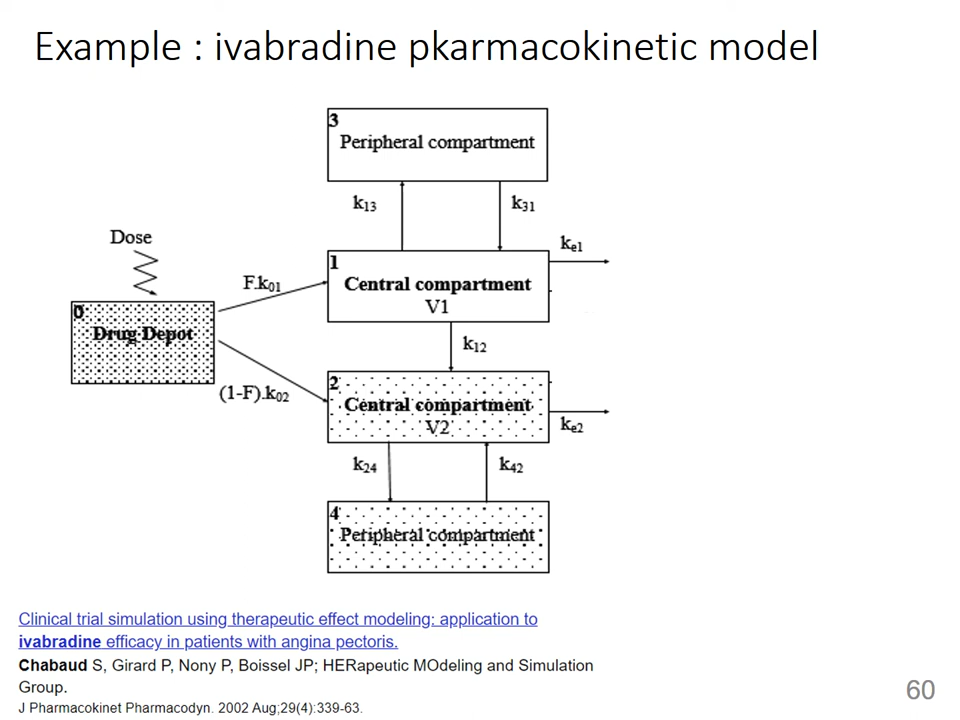 Example : ivabradine pkarmacokinetic model
3
Peripheral compartment
k13
k31
Dose
ke1
F.k01
1
Central compartment
V1
0
Drug Depot
k12
(1-F).k02
2
Central compartment
V2
ke2
k24
k42
4
Peripheral compartment
Clinical trial simulation using therapeutic effect modeling: application to
ivabradine efficacy in patients with angina pectoris.
Chabaud S, Girard P, Nony P, Boissel JP; HERapeutic MOdeling and Simulation
Group.
J Pharmacokinet Pharmacodyn. 2002 Aug;29(4):339-63.
60